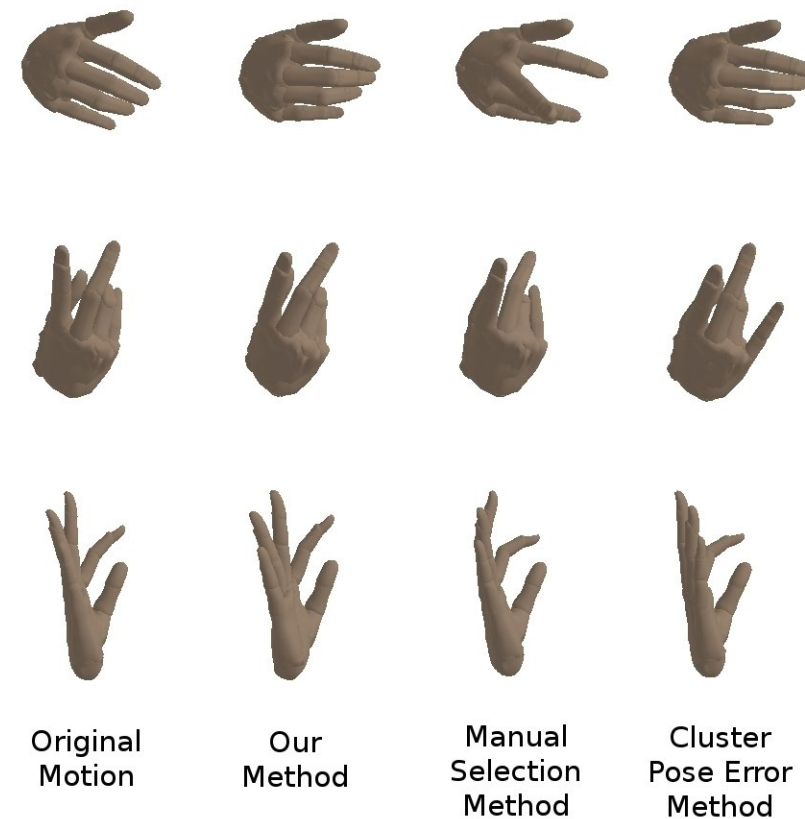 Original
Motion
Our
Method
Manual
Selection
Method
Cluster
Pose Error
Method